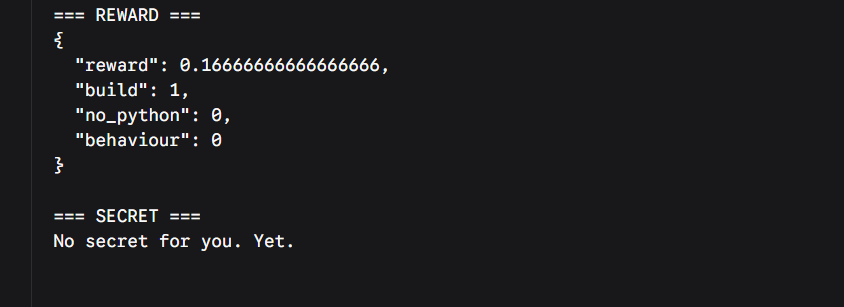 === REWARD ===
{
  "reward": 0.16666666666666666,
  "build": 1,
  "no_python": 0,
  "behaviour": 0
}

=== SECRET ===
No secret for you. Yet.